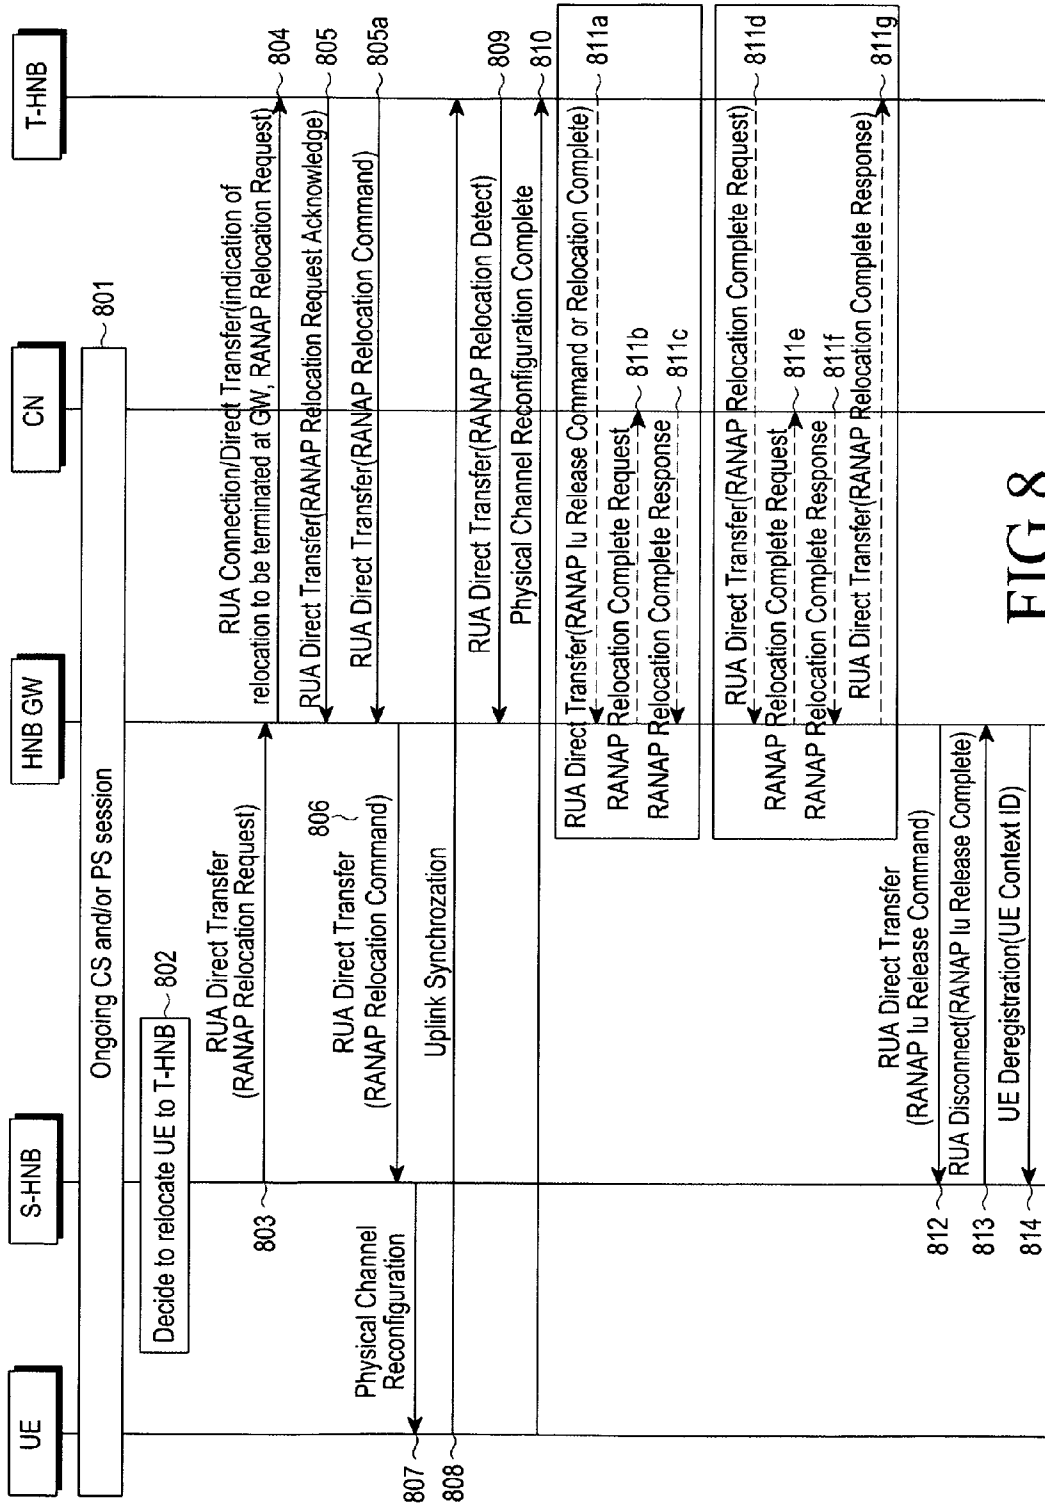 UE
S-HNB
HNB GW
CN
T-HNB
Ongoing CS and/or PS session
801
Decide to relocate UE to T-HNB
802
RUA Direct Transfer
(RANAP Relocation Request)
803
RUA Connection/Direct Transfer(indication of
relocation to be terminated at GW, RANAP Relocation Request)
804
RUA Direct Transfer(RANAP Relocation Request Acknowledge)
805
RUA Direct Transfer(RANAP Relocation Command)
805a
806
RUA Direct Transfer
(RANAP Relocation Command)
Physical Channel
Reconfiguration
807
Uplink Synchrozation
808
RUA Direct Transfer(RANAP Relocation Detect)
809
Physical Channel Reconfiguration Complete
810
RUA Direct Transfer(RANAP Iu Release Command or Relocation Complete)
811a
RANAP Relocation Complete Request
811b
RANAP Relocation Complete Response
811c
RUA Direct Transfer(RANAP Relocation Complete Request)
811d
RANAP Relocation Complete Request
811e
RANAP Relocation Complete Response
811f
RUA Direct Transfer(RANAP Relocation Complete Response)
811g
RUA Direct Transfer
(RANAP Iu Release Command)
812
RUA Disconnect(RANAP Iu Release Complete)
813
UE Deregistration(UE Context ID)
814
FIG.8